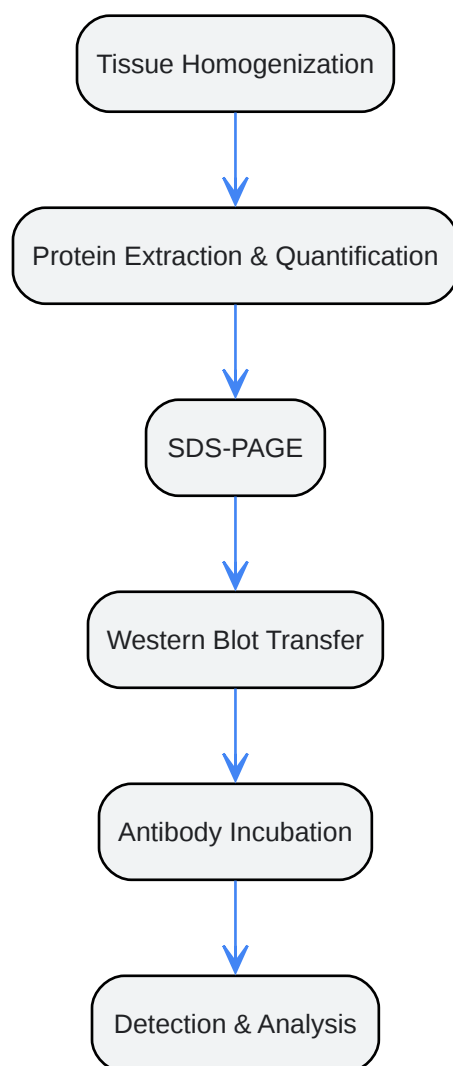 Tissue Homogenization
Protein Extraction & Quantification
SDS-PAGE
Western Blot Transfer
Antibody Incubation
Detection & Analysis